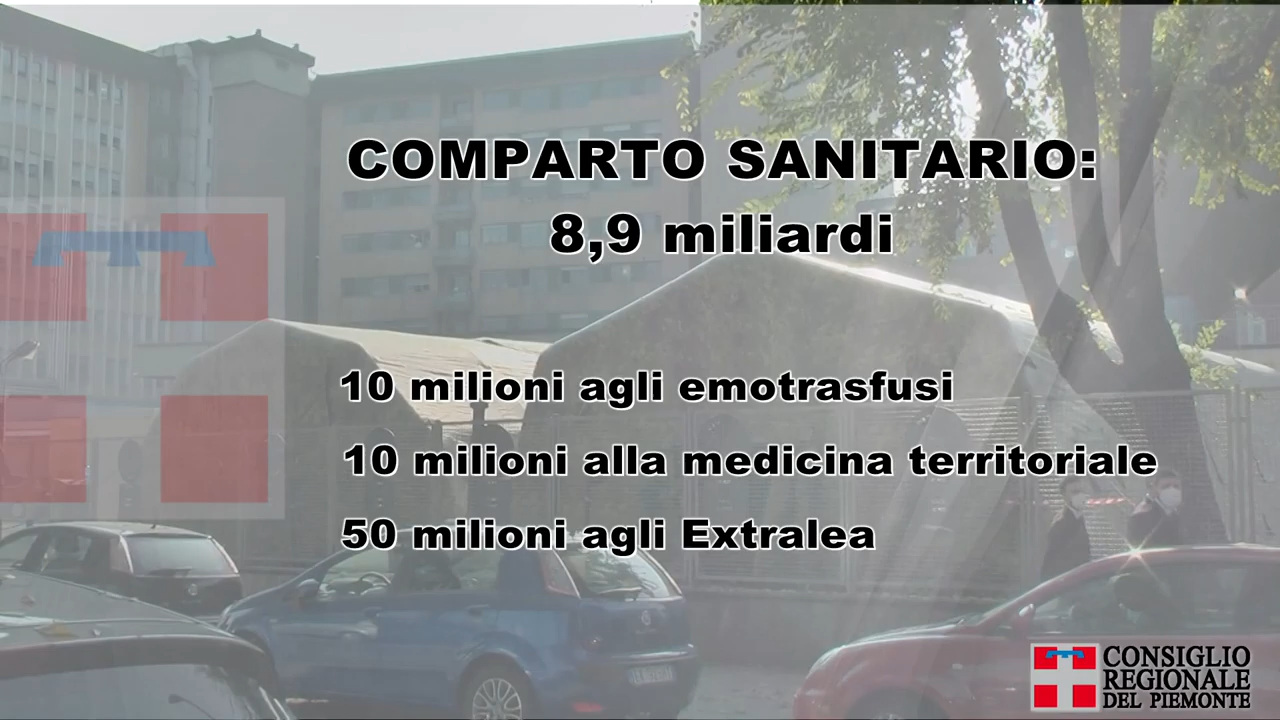 COMPARTO SANITARIO:
8,9 miliardi
10 milioni agli emotrasfusi
10 milioni alla medicina territoriale
50 milioni agli Extralea
CONSIGLIO
REGIONALE
DEL PIEMONTE